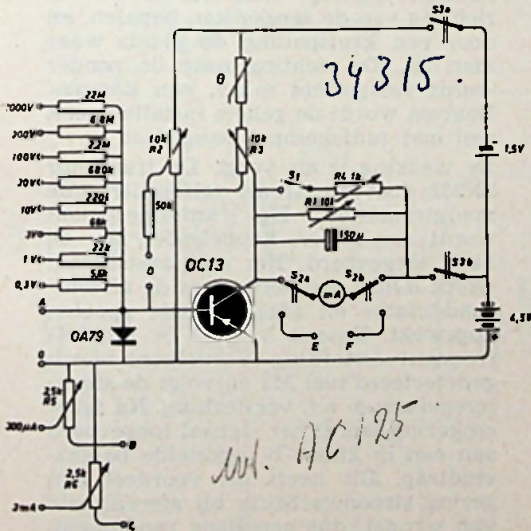 S3a
34315.
θ
1000V
22M
300V
6,8M
100V
2,2M
30V
680k
10V
220k
3V
68k
1V
22k
0,3V
5,6k
10k
R2
10k
R3
1,5V
50k
S1
R4 1k
R1 10k
150μ
D
OC13
S2a
mA
S2b
S3b
A
E
F
4,5V
OA79
O
2,5k
R5
300μA
B
2,5k
R6
3mA
C
AC125